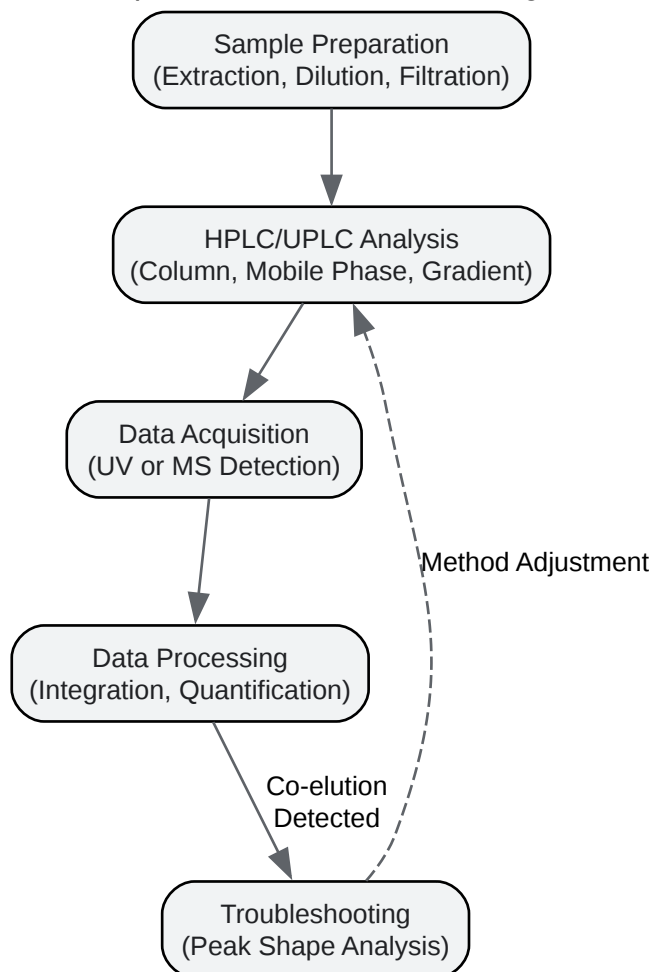 Sample Preparation
(Extraction, Dilution, Filtration)
HPLC/UPLC Analysis
(Column, Mobile Phase, Gradient)
Data Acquisition
(UV or MS Detection)
Method Adjustment
Data Processing
(Integration, Quantification)
Co-elution
Detected
Troubleshooting
(Peak Shape Analysis)